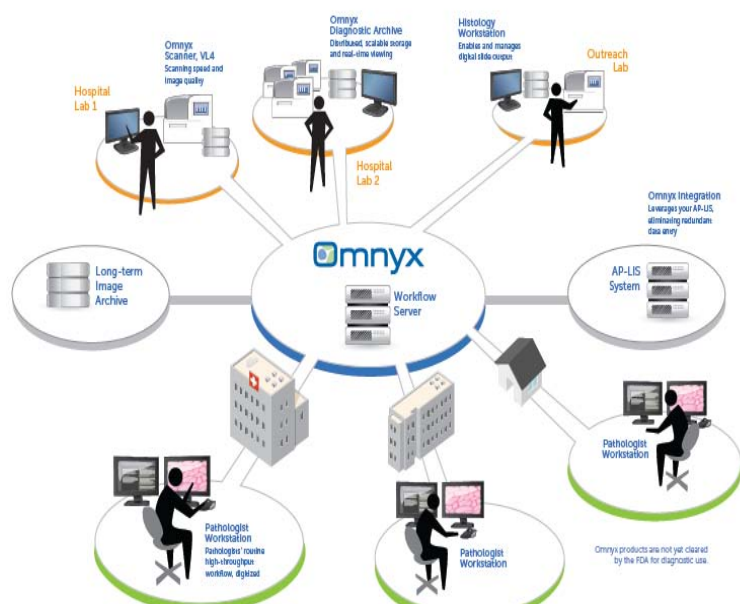 Omnyx
Scanner, VL4
Scanning speed and
image quality
Hospital
Lab 1
Omnyx
Diagnostic Archive
Distributed, scalable storage
and real-time viewing
Hospital
Lab 2
Histology
Workstation
Enables and manages
digital slide output
Outreach
Lab
Omnyx Integration
Leverages your AP-LIS,
eliminating redundant
data entry
Omnyx
Long-term
Image
Archive
Workflow
Server
AP-LIS
System
Pathologist
Workstation
Pathologists' routine
high-throughput
workflow, digitized
Pathologist
Workstation
Pathologist
Workstation
Omnyx products are not yet cleared
by the FDA for diagnostic use.